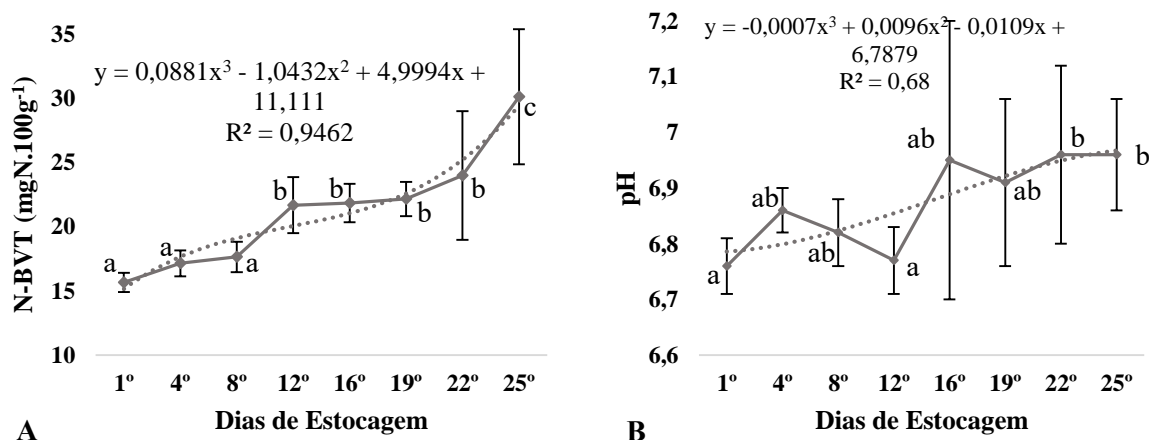 N-BVT (mgN.100g⁻¹)
35
30
25
20
15
10
y = 0,0881x³ - 1,0432x² + 4,9994x +
11,111
R² = 0,9462
a
a
a
b
b
b
b
c
1º 4º 8º 12º 16º 19º 22º 25º
Dias de Estocagem
A
pH
7,2
7,1
7
6,9
6,8
6,7
6,6
y = -0,0007x³ + 0,0096x² - 0,0109x +
6,7879
R² = 0,68
a
ab
ab
a
ab
ab
b
b
1º 4º 8º 12º 16º 19º 22º 25º
Dias de Estocagem
B